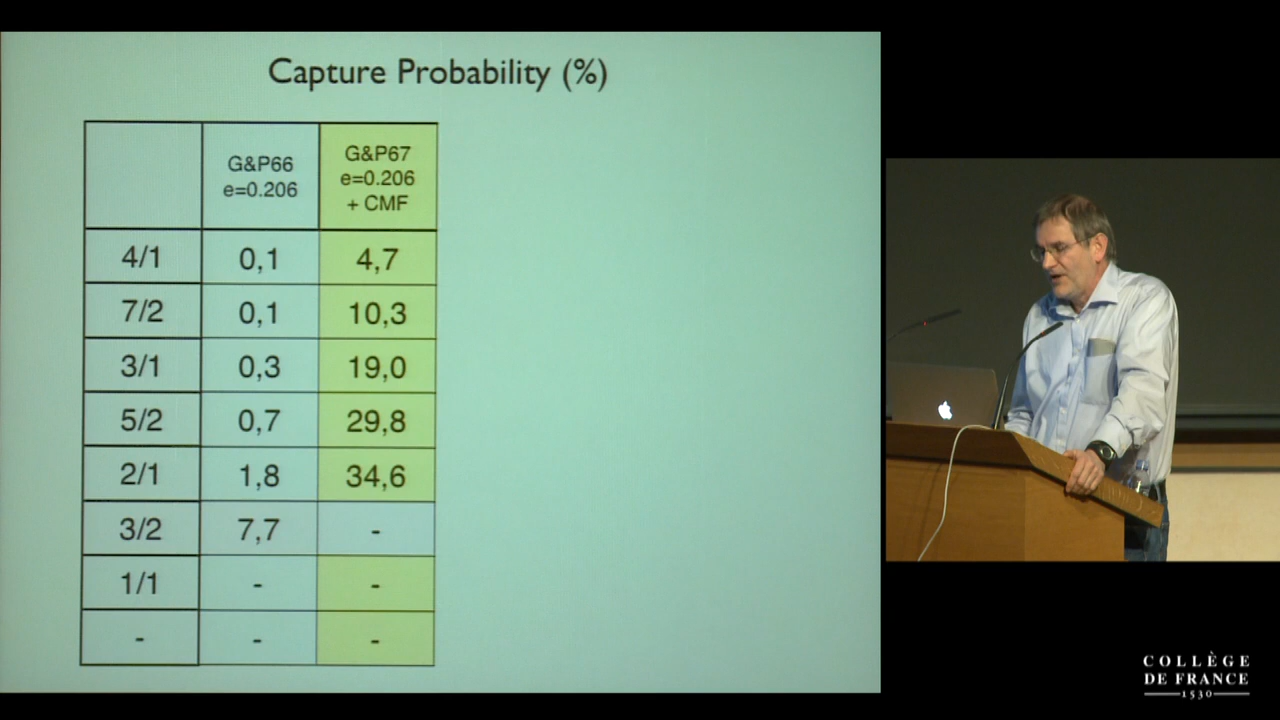 Capture Probability (%)
G&P66
e=0.206
G&P67
e=0.206
+ CMF
4/1 0,1 4,7
7/2 0,1 10,3
3/1 0,3 19,0
5/2 0,7 29,8
2/1 1,8 34,6
3/2 7,7 -
1/1 - -
- - -
COLLÈGE
DE FRANCE
1530